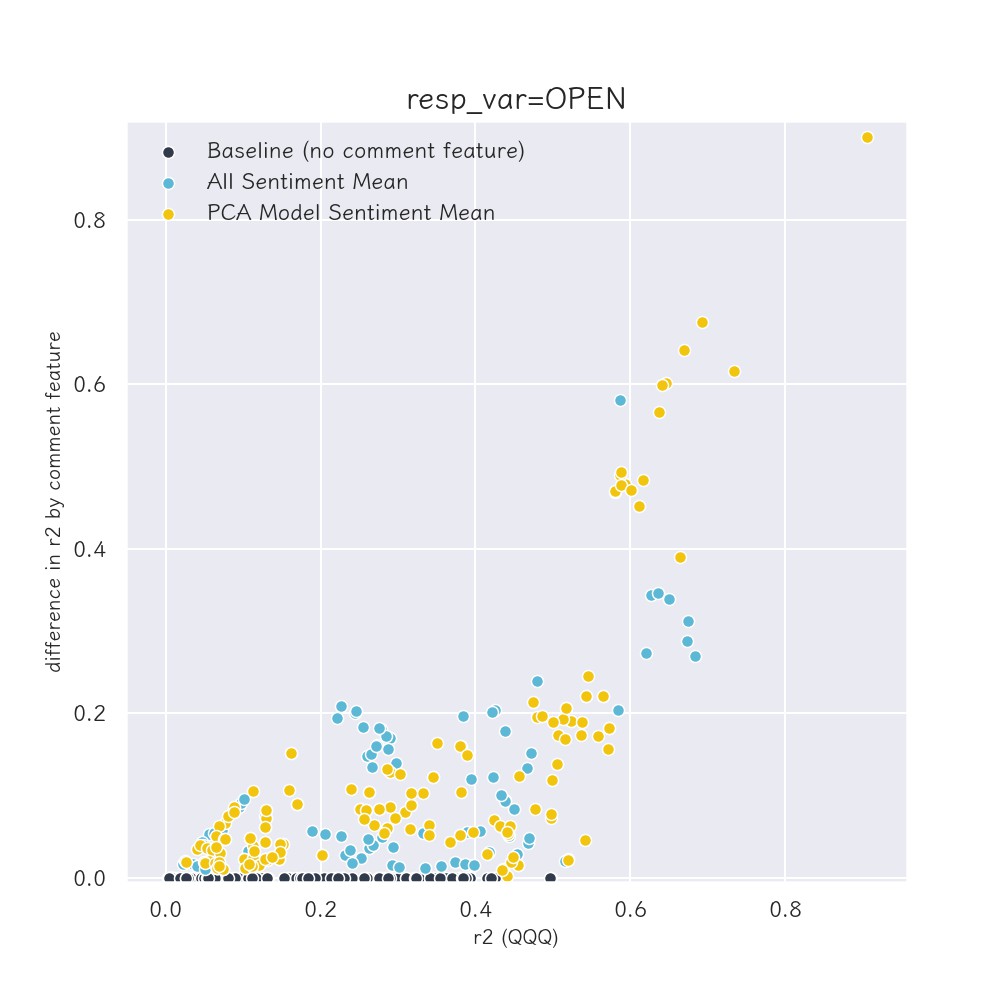 resp_var=OPEN
Baseline (no comment feature)
All Sentiment Mean
PCA Model Sentiment Mean
difference in r2 by comment feature
0.8
0.6
0.4
0.2
0.0
0.0 0.2 0.4 0.6 0.8
r2 (QQQ)